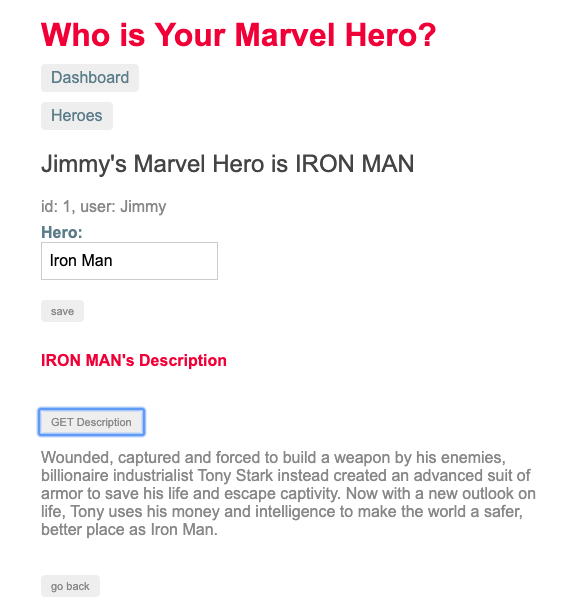 Who is Your Marvel Hero?
Dashboard
Heroes
Jimmy's Marvel Hero is IRON MAN
id: 1, user: Jimmy
Hero:
Iron Man
save
IRON MAN's Description
GET Description
Wounded, captured and forced to build a weapon by his enemies,
billionaire industrialist Tony Stark instead created an advanced suit of
armor to save his life and escape captivity. Now with a new outlook on
life, Tony uses his money and intelligence to make the world a safer,
better place as Iron Man.
go back